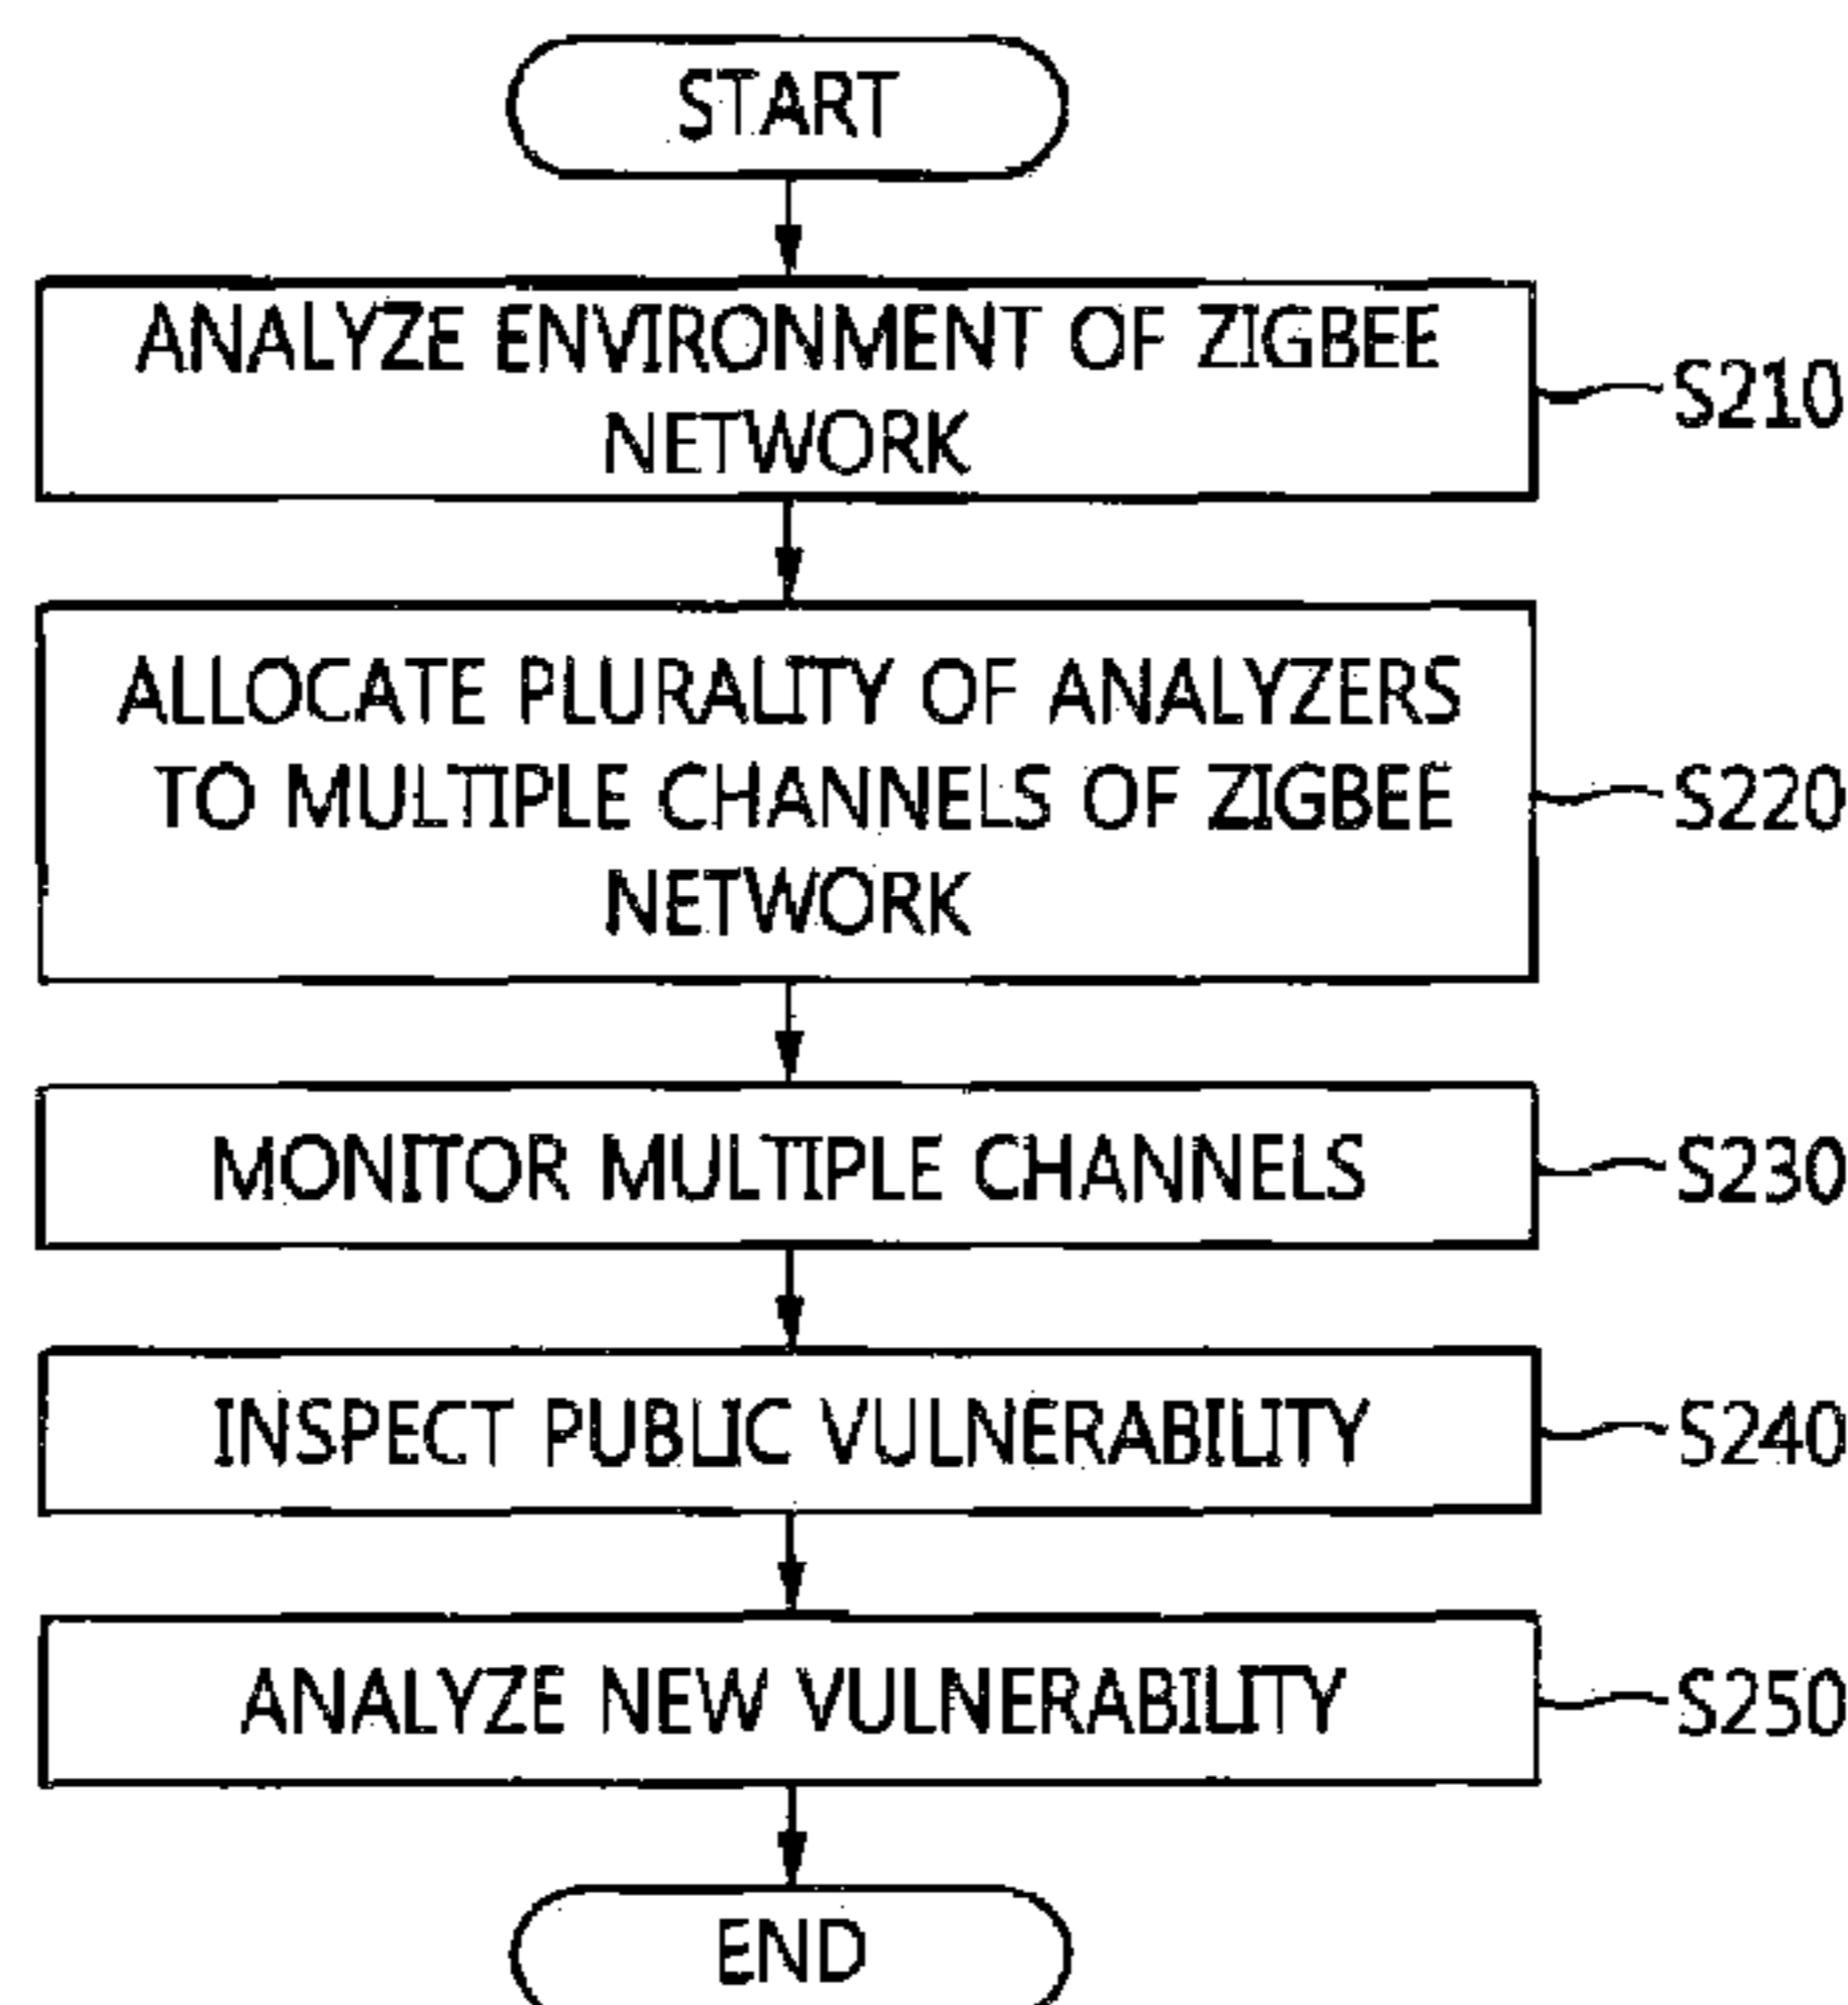 START
ANALYZE ENVIRONMENT OF ZIGBEE
NETWORK
S210
ALLOCATE PLURALITY OF ANALYZERS
TO MULTIPLE CHANNELS OF ZIGBEE
NETWORK
S220
MONITOR MULTIPLE CHANNELS
S230
INSPECT PUBLIC VULNERABILITY
S240
ANALYZE NEW VULNERABILITY
S250
END